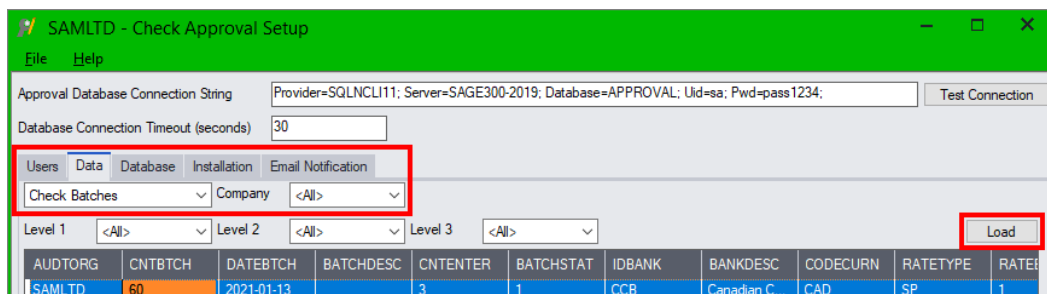 SAMLTD - Check Approval Setup
File Help
Approval Database Connection String Provider=SQLNCLI11; Server=SAGE300-2019; Database=APPROVAL; Uid=sa; Pwd=pass1234; Test Connection
Database Connection Timeout (seconds) 30
Users Data Database Installation Email Notification
Check Batches Company <All>
Level 1 <All> Level 2 <All> Level 3 <All> Load
AUDTORG CNTBTCH DATEBTCH BATCHDESC CNTENTER BATCHSTAT IDBANK BANKDESC CODECURN RATETYPE
SAMLTD 60 2021-01-13 3 1 CCB Canadian C... CAD SP 1